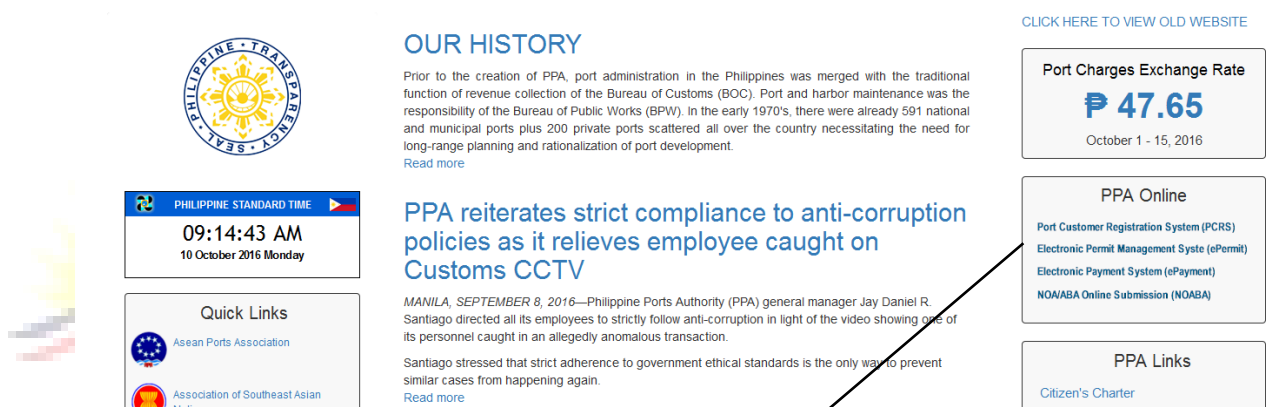 PHILIPPINE • TRANSPARENCY • SEAL •
PHILIPPINE STANDARD TIME
09:14:43 AM
10 October 2016 Monday
Quick Links
Asean Ports Association
Association of Southeast Asian
OUR HISTORY
Prior to the creation of PPA, port administration in the Philippines was merged with the traditional
function of revenue collection of the Bureau of Customs (BOC). Port and harbor maintenance was the
responsibility of the Bureau of Public Works (BPW). In the early 1970's, there were already 591 national
and municipal ports plus 200 private ports scattered all over the country necessitating the need for
long-range planning and rationalization of port development.
Read more
PPA reiterates strict compliance to anti-corruption
policies as it relieves employee caught on
Customs CCTV
MANILA, SEPTEMBER 8, 2016—Philippine Ports Authority (PPA) general manager Jay Daniel R.
Santiago directed all its employees to strictly follow anti-corruption in light of the video showing one of
its personnel caught in an allegedly anomalous transaction.
Santiago stressed that strict adherence to government ethical standards is the only way to prevent
similar cases from happening again.
Read more
CLICK HERE TO VIEW OLD WEBSITE
Port Charges Exchange Rate
₱ 47.65
October 1 - 15, 2016
PPA Online
Port Customer Registration System (PCRS)
Electronic Permit Management Syste (ePermit)
Electronic Payment System (ePayment)
NOA/ABA Online Submission (NOABA)
PPA Links
Citizen's Charter